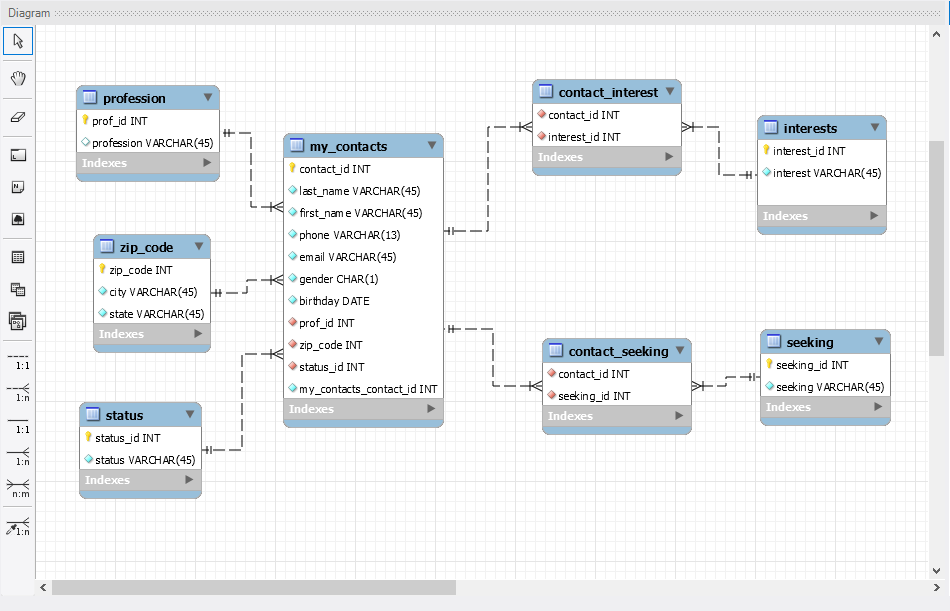 Diagram
profession
prof_id INT
profession VARCHAR(45)
Indexes
zip_code
zip_code INT
city VARCHAR(45)
state VARCHAR(45)
Indexes
status
status_id INT
status VARCHAR(45)
Indexes
my_contacts
contact_id INT
last_name VARCHAR(45)
first_name VARCHAR(45)
phone VARCHAR(13)
email VARCHAR(45)
gender CHAR(1)
birthday DATE
prof_id INT
zip_code INT
status_id INT
my_contacts_contact_id INT
Indexes
contact_interest
contact_id INT
interest_id INT
Indexes
interests
interest_id INT
interest VARCHAR(45)
Indexes
contact_seeking
contact_id INT
seeking_id INT
Indexes
seeking
seeking_id INT
seeking VARCHAR(45)
Indexes
1:1
1:n
1:1
1:n
n:m
1:n